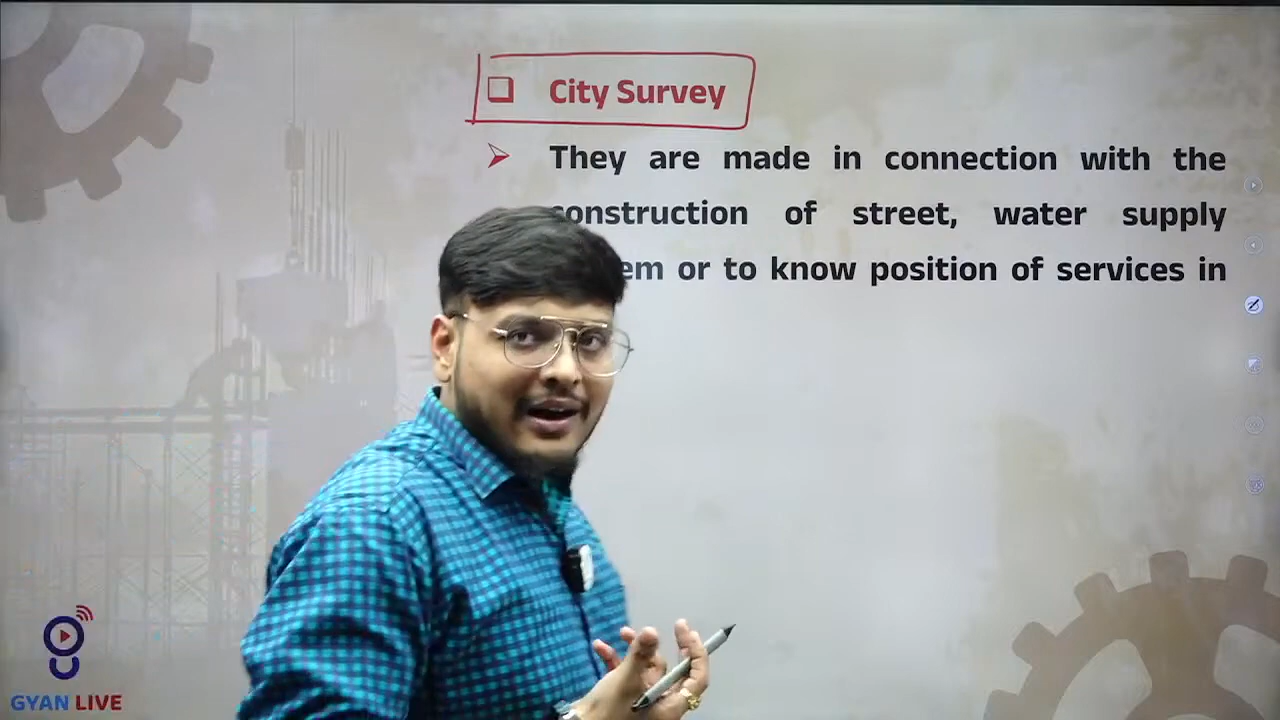 City Survey
They are made in connection with the
construction of street, water supply
or to know position of services in
GYAN LIVE